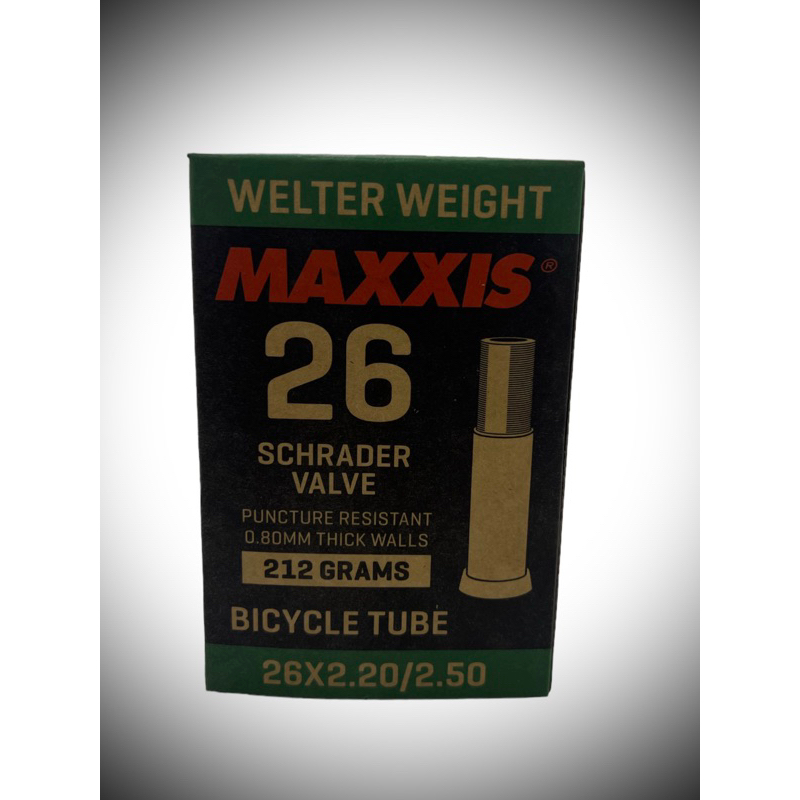 WELTER WEIGHT
MAXXIS®
26
SCHRADER
VALVE
PUNCTURE RESISTANT
0.80MM THICK WALLS
212 GRAMS
BICYCLE TUBE
26X2.20/2.50